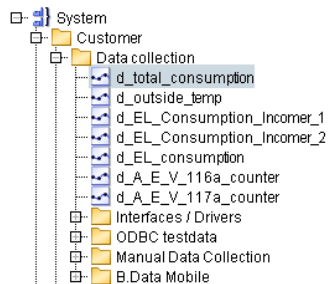 System
Customer
Data collection
d_total_consumption
d_outside_temp
d_EL_Consumption_Incomer_1
d_EL_Consumption_Incomer_2
d_EL_consumption
d_A_E_V_116a_counter
d_A_E_V_117a_counter
Interfaces / Drivers
ODBC testdata
Manual Data Collection
B.Data Mobile